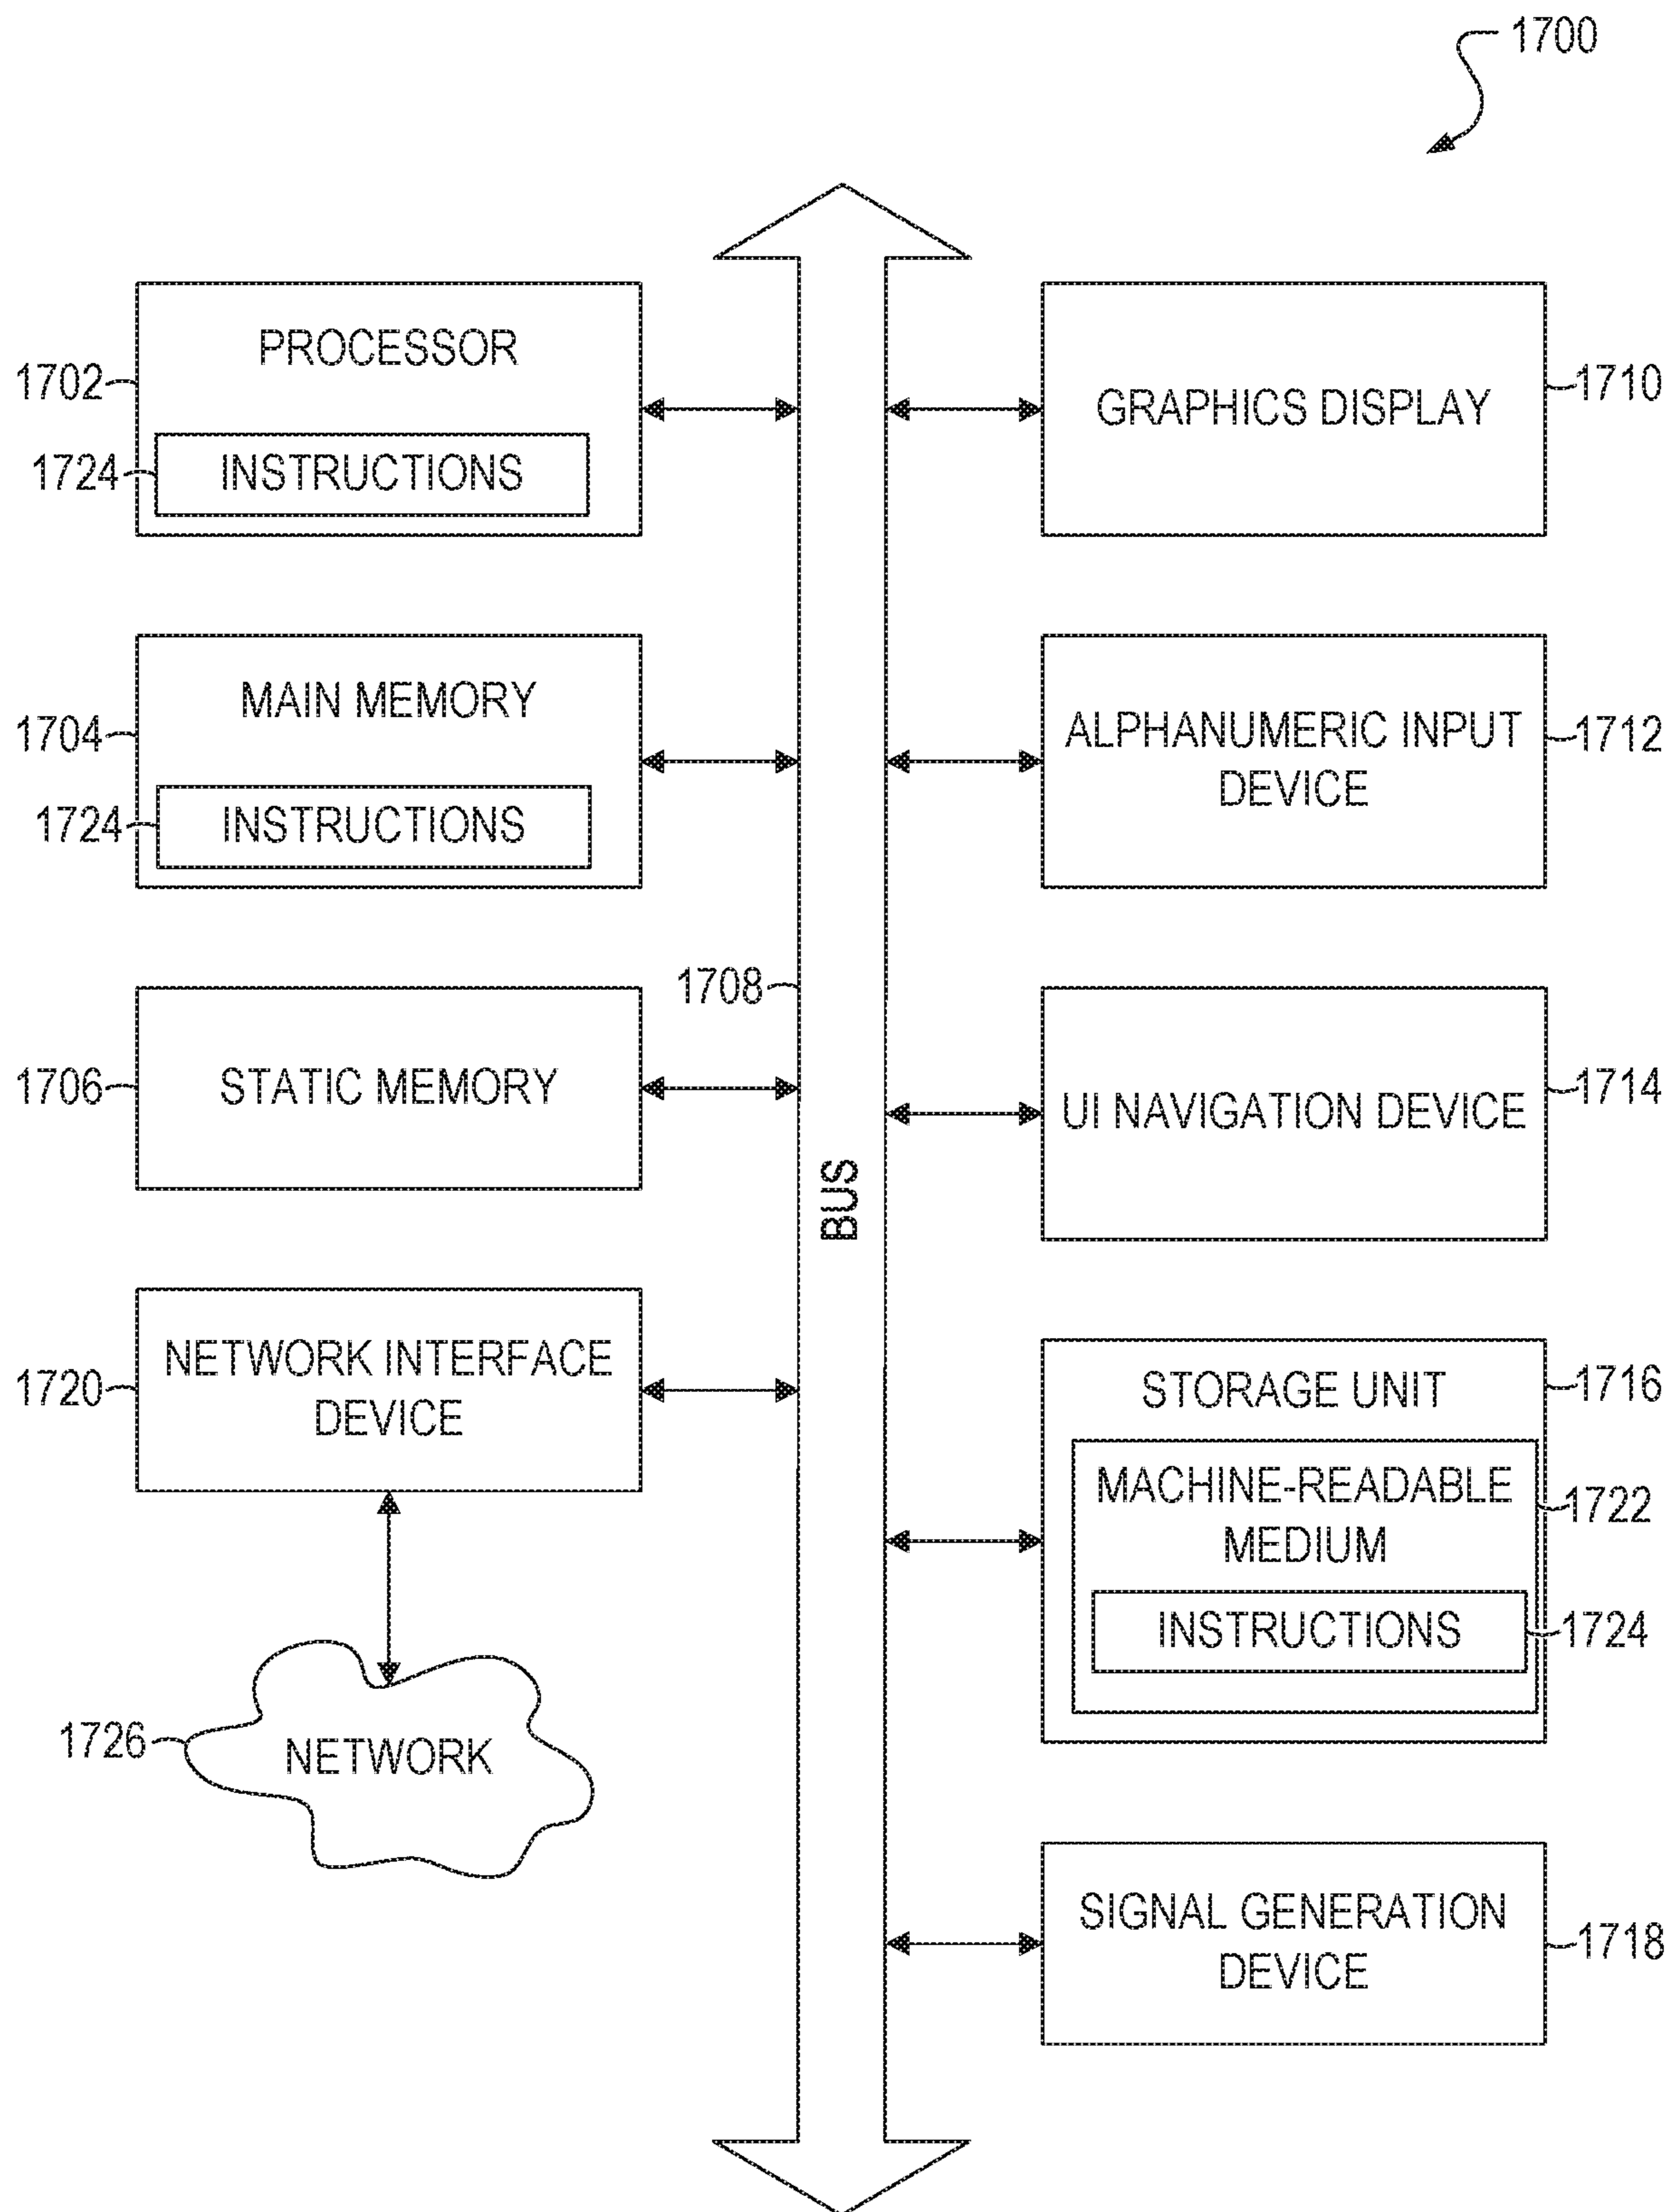 1700
PROCESSOR
1702
1724
INSTRUCTIONS
MAIN MEMORY
1704
1724
INSTRUCTIONS
1708
STATIC MEMORY
1706
BUS
NETWORK INTERFACE
DEVICE
1720
1726
NETWORK
GRAPHICS DISPLAY
1710
ALPHANUMERIC INPUT
DEVICE
1712
UI NAVIGATION DEVICE
1714
STORAGE UNIT
1716
MACHINE-READABLE
MEDIUM
1722
INSTRUCTIONS
1724
SIGNAL GENERATION
DEVICE
1718